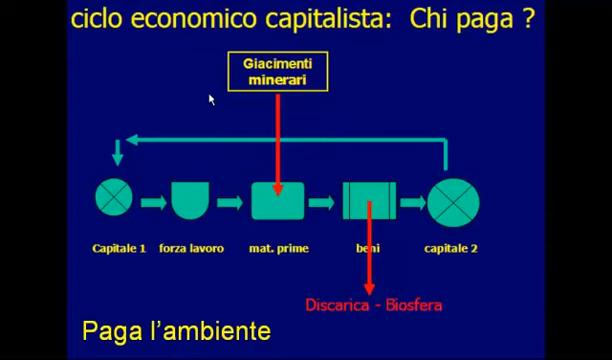 ciclo economico capitalista: Chi paga ?
Giacimenti
minerari
Capitale 1 forza lavoro mat. prime beni capitale 2
Discarica - Biosfera
Paga l'ambiente